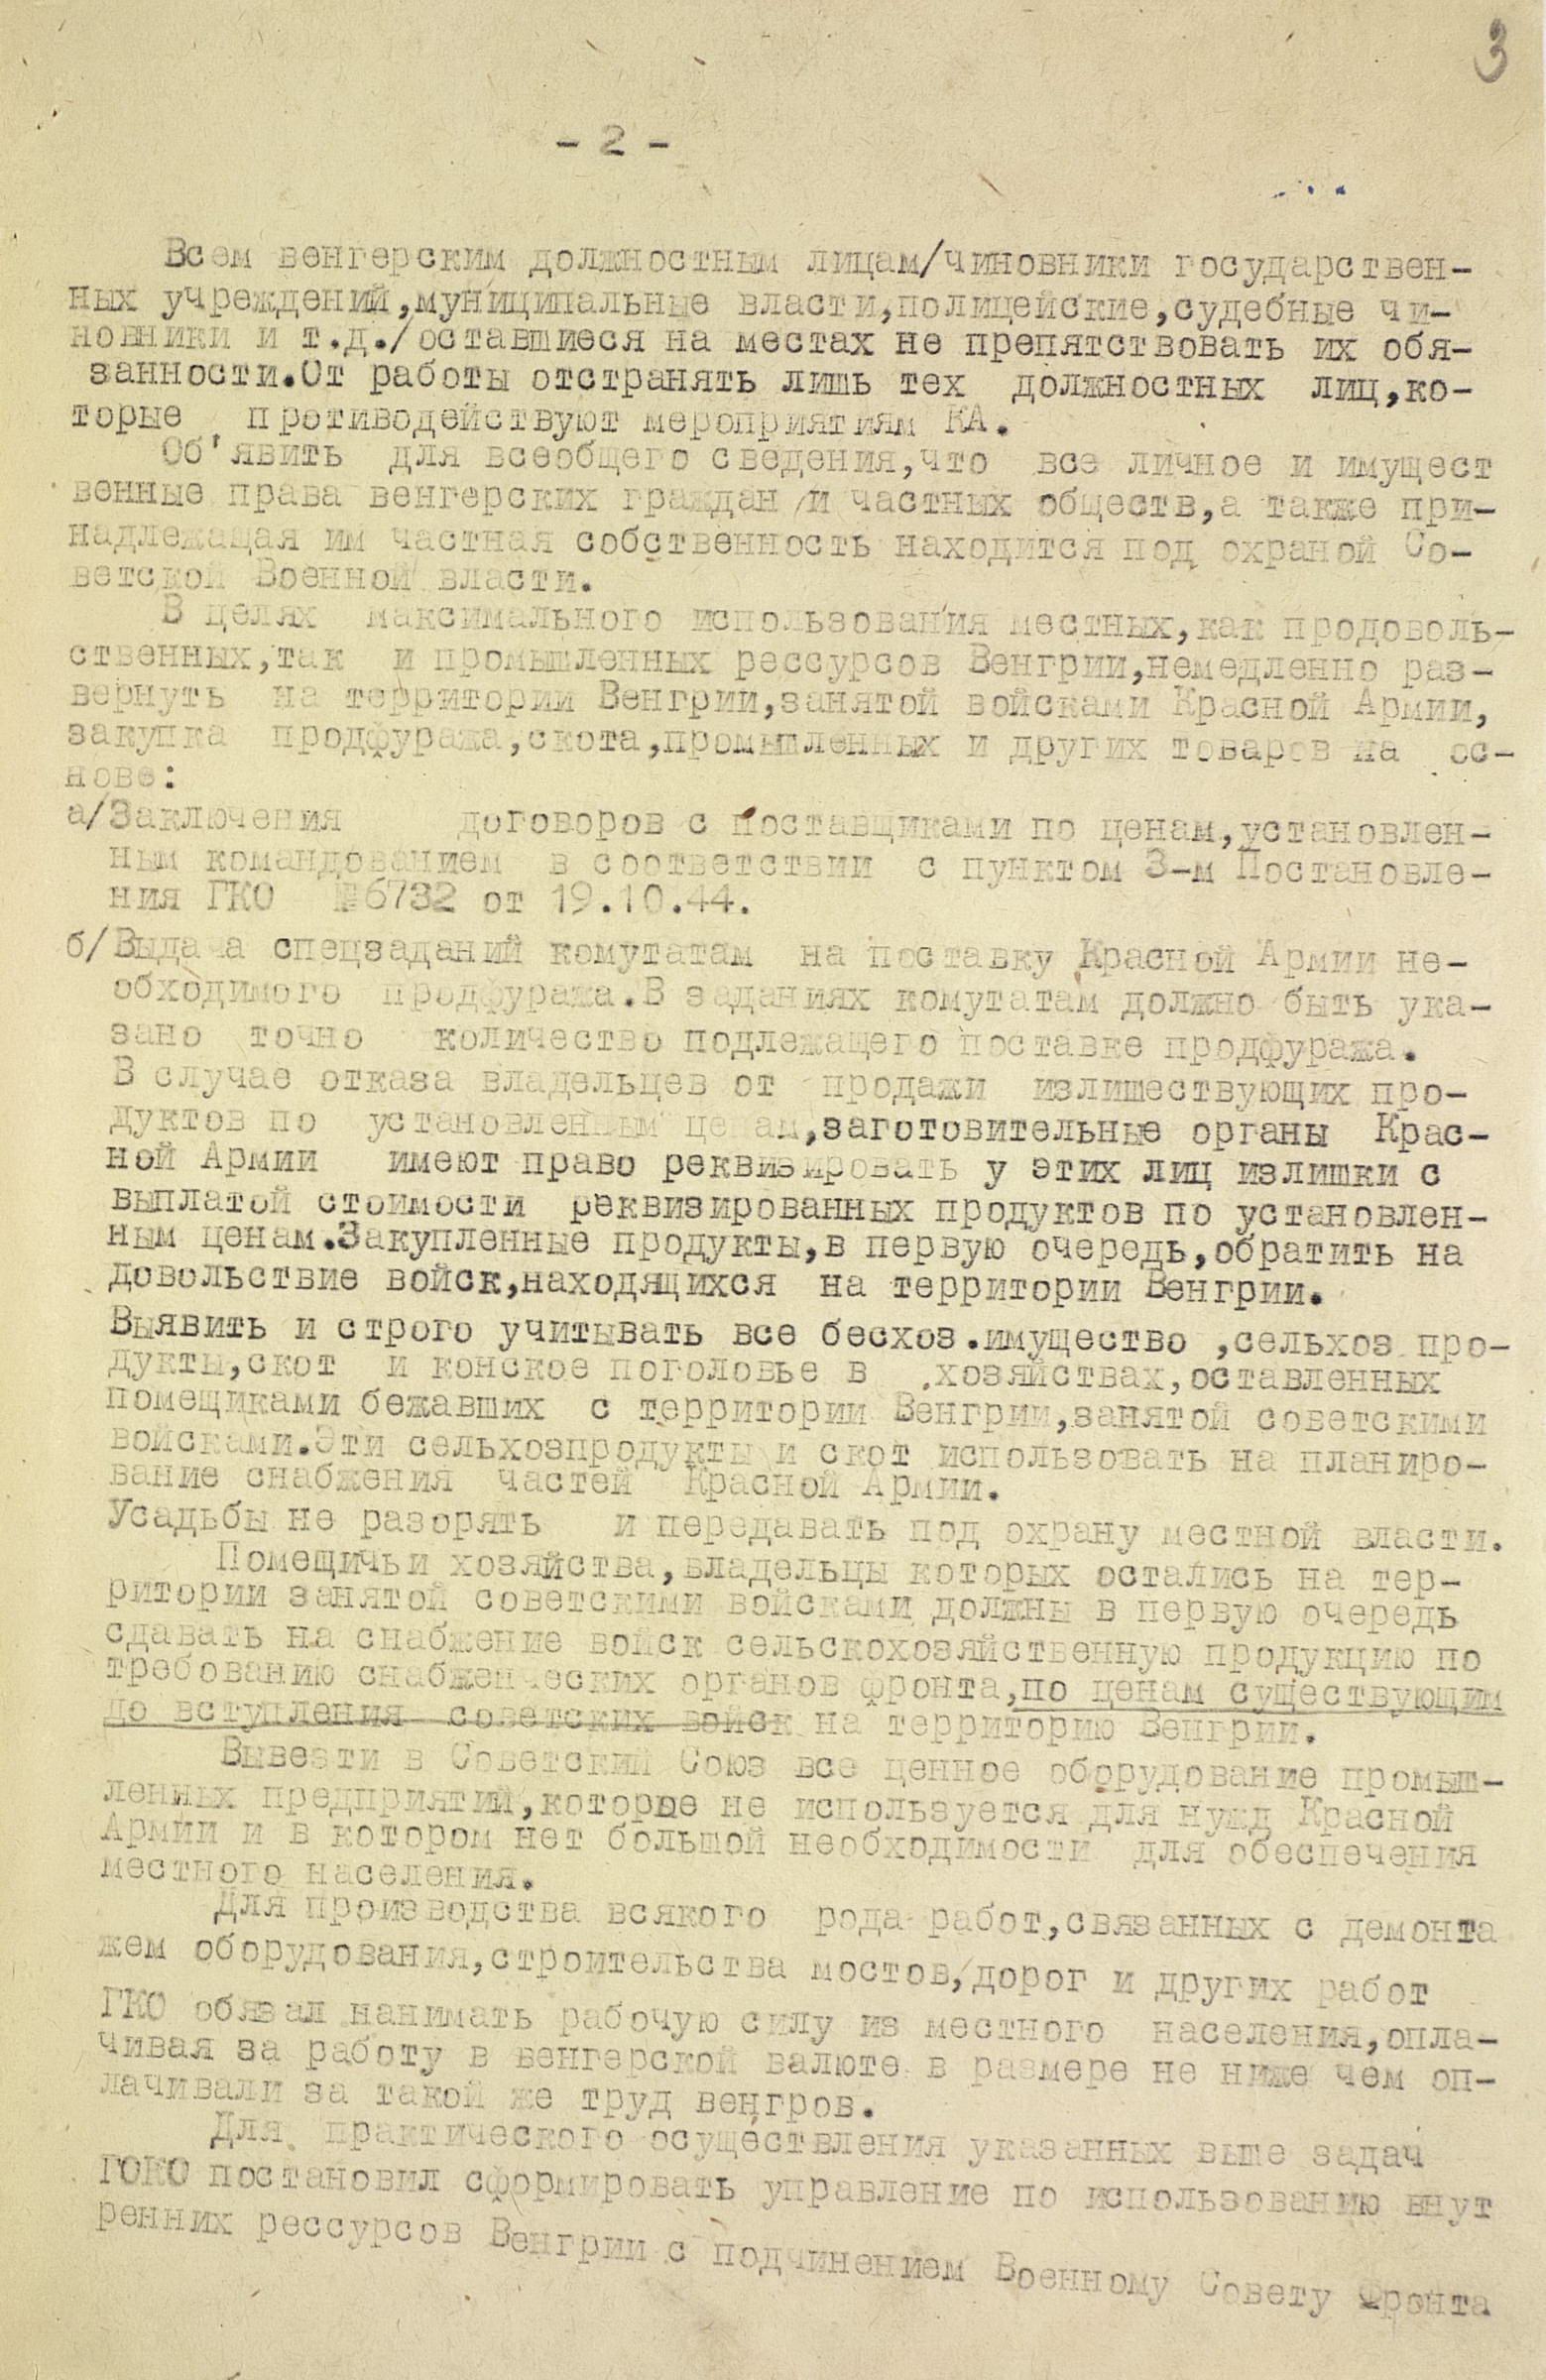 3
- 2 -
Всем венгерским должностным лицам/чиновники государствен-
ных учреждений,муниципальные власти,полицейские,судебные чи-
новники и т.д./оставшиеся на местах не препятствовать их обя-
занности.От работы отстранять лишь тех должностных лиц,ко-
торые противодействуют мероприятиям КА.
Об'явить для всеобщего сведения,что все личное и имущест
венные права венгерских граждан и частных обществ,а также при-
надлежащая им частная собственность находится под охраной Со-
ветской Военной власти.
В целях максимального использования местных,как продоволь-
ственных,так и промышленных рессурсов Венгрии,немедленно раз-
вернуть на территории Венгрии,занятой войсками Красной Армии,
закупка продфуража,скота,промышленных и других товаров на ос-
нове:
а/Заключения договоров с поставщиками по ценам,установлен-
ным командованием в соответствии с пунктом 3-м Постановле-
ния ГКО №6732 от 19.10.44.
б/Выдача спецзаданий комутатам на поставку Красной Армии не-
обходимого продфуража.В заданиях комутатам должно быть ука-
зано точно количество подлежащего поставке продфуража.
В случае отказа владельцев от продажи излишествующих про-
дуктов по установленным ценам,заготовительные органы Крас-
ной Армии имеют право реквизировать у этих лиц излишки с
выплатой стоимости реквизированных продуктов по установлен-
ным ценам.Закупленные продукты,в первую очередь,обратить на
довольствие войск,находящихся на территории Венгрии.
Выявить и строго учитывать все бесхоз.имущество ,сельхоз про-
дукты,скот и конское поголовье в хозяйствах,оставленных
помещиками бежавших с территории Венгрии,занятой советскими
войсками.Эти сельхозпродукты и скот использовать на планиро-
вание снабжения частей Красной Армии.
Усадьбы не разорять и передавать под охрану местной власти.
Помещичьи хозяйства,владельцы которых остались на тер-
ритории занятой советскими войсками должны в первую очередь
сдавать на снабжение войск сельскохозяйственную продукцию по
требованию снабженческих органов фронта,по ценам существующим
до вступления советских войск на территорию Венгрии.
Вывезти в Советский Союз все ценное оборудование промыш-
ленных предприятий,которые не используется для нужд Красной
Армии и в котором нет большой необходимости для обеспечения
местного населения.
Для производства всякого рода работ,связанных с демонта
жем оборудования,строительства мостов,дорог и других работ
ГКО обязал нанимать рабочую силу из местного населения,опла-
чивая за работу в венгерской валюте в размере не ниже чем оп-
лачивали за такой же труд венгров.
Для практического осуществления указанных выше задач
ГОКО постановил сформировать управление по использованию внут
ренних рессурсов Венгрии с подчинением Военному Совету Фронта